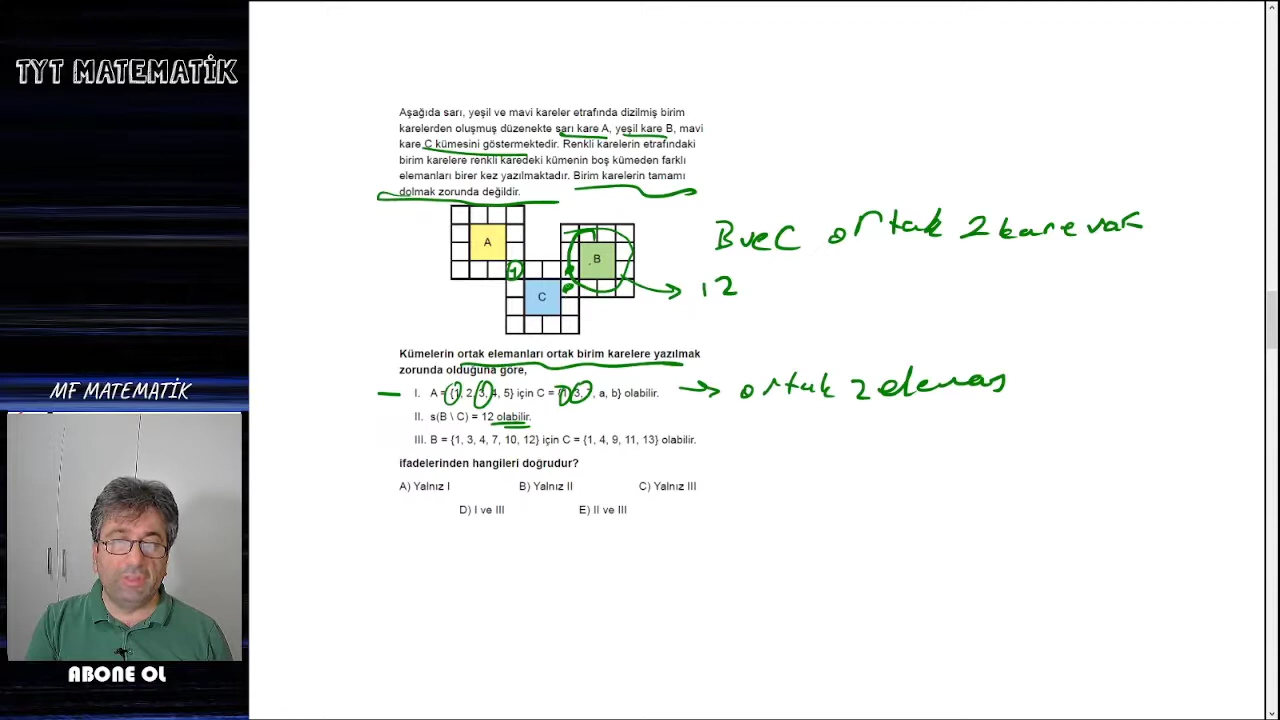 TYT MATEMATİK
Aşağıda sarı, yeşil ve mavi kareler etrafında dizilmiş birim
karelerden oluşmuş düzenekte sarı kare A, yeşil kare B, mavi
kare C kümesini göstermektedir. Renkli karelerin etrafındaki
birim karelere renkli karedeki kümenin boş kümeden farklı
elemanları birer kez yazılmaktadır. Birim karelerin tamamı
dolmak zorunda değildir.
A
B
C
1
B ve C ortak 2 kare var
12
Kümelerin ortak elemanları ortak birim karelere yazılmak
zorunda olduğuna göre,
I. A = {1, 2, 3, 4, 5} için C = {1, 3, , a, b} olabilir.
ortak 2 eleman
II. s(B \ C) = 12 olabilir.
III. B = {1, 3, 4, 7, 10, 12} için C = {1, 4, 9, 11, 13} olabilir.
ifadelerinden hangileri doğrudur?
A) Yalnız I B) Yalnız II C) Yalnız III
D) I ve III E) II ve III
MF MATEMATİK
ABONE OL